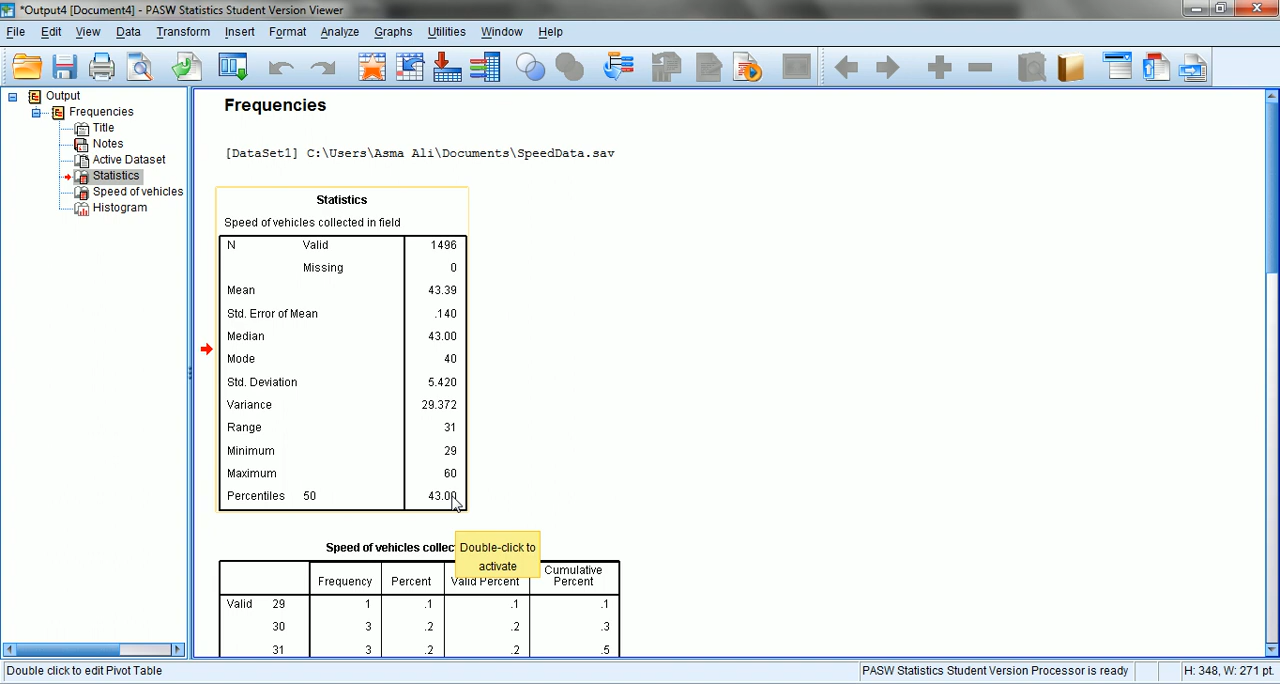 *Output4 [Document4] - PASW Statistics Student Version Viewer
File Edit View Data Transform Insert Format Analyze Graphs Utilities Window Help
Output
Frequencies
Title
Notes
Active Dataset
Statistics
Speed of vehicles
Histogram
Frequencies
[DataSet1] C:\Users\Asma Ali\Documents\SpeedData.sav
Statistics
Speed of vehicles collected in field
N Valid 1496
Missing 0
Mean 43.39
Std. Error of Mean .140
Median 43.00
Mode 40
Std. Deviation 5.420
Variance 29.372
Range 31
Minimum 29
Maximum 60
Percentiles 50 43.00
Speed of vehicles collec
Double-click to
activate
Frequency Percent Valid Percent Cumulative Percent
Valid 29 1 .1 .1 .1
30 3 .2 .2 .3
31 3 .2 .2 .5
Double click to edit Pivot Table PASW Statistics Student Version Processor is ready H: 348, W: 271 pt.